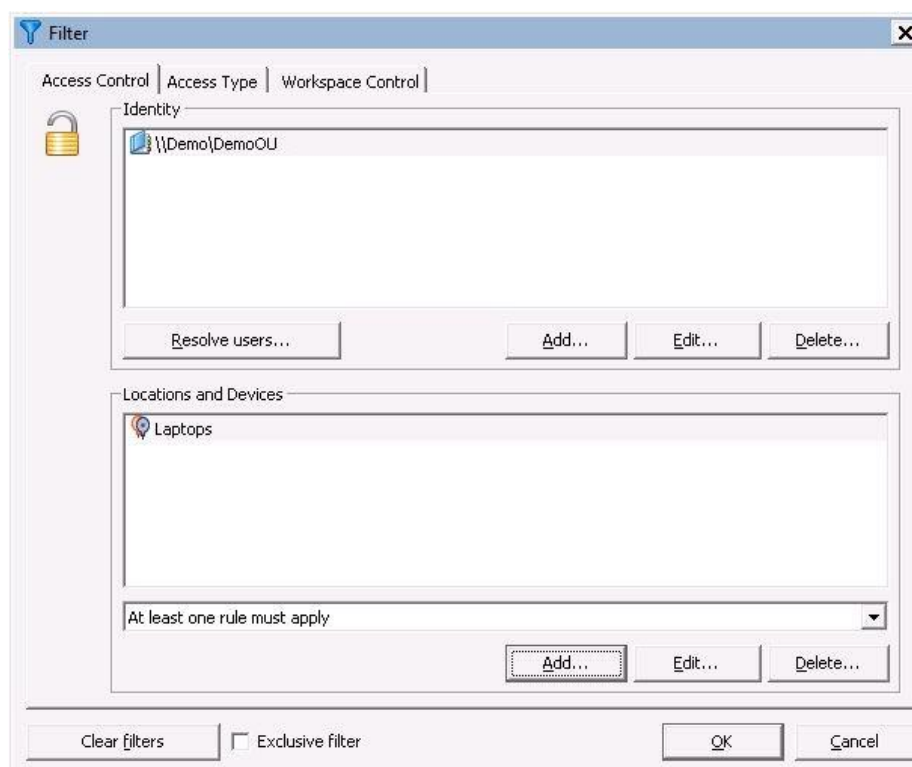 Filter
Access Control
Access Type
Workspace Control
Identity
\\Demo\DemoOU
Resolve users...
Add...
Edit...
Delete...
Locations and Devices
Laptops
At least one rule must apply
Add...
Edit...
Delete...
Clear filters
Exclusive filter
OK
Cancel